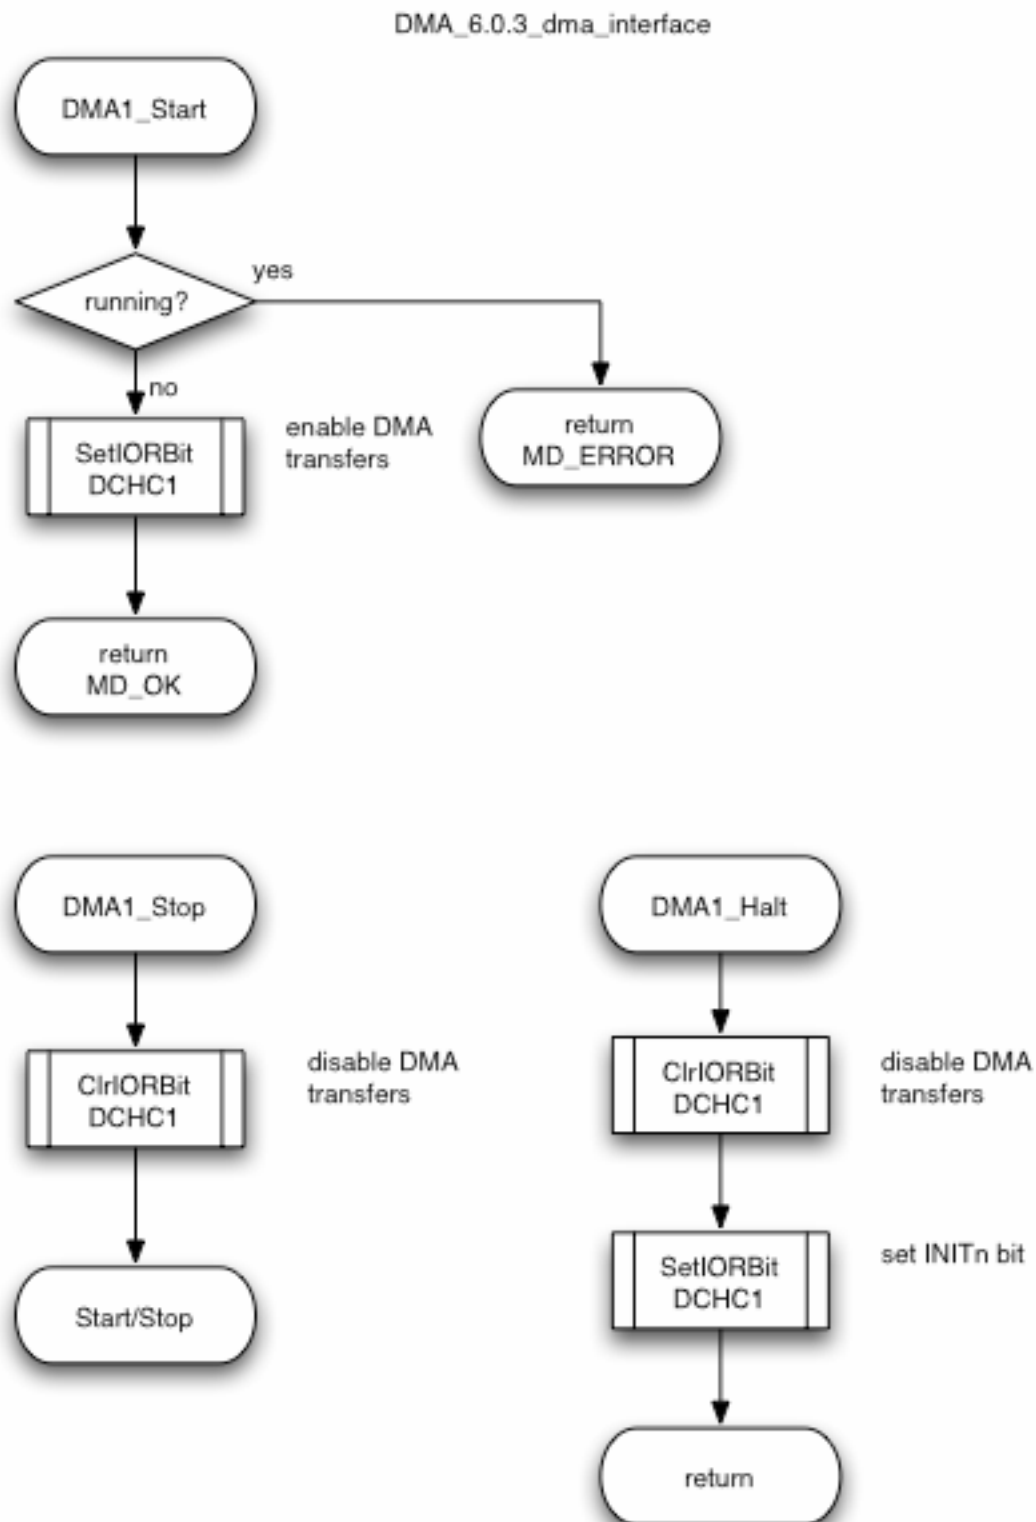 DMA_6.0.3_dma_interface
DMA1_Start
yes
running?
no
SetIORBit
DCHC1
enable DMA
transfers
return
MD_ERROR
return
MD_OK
DMA1_Stop
ClrIORBit
DCHC1
disable DMA
transfers
Start/Stop
DMA1_Halt
ClrIORBit
DCHC1
disable DMA
transfers
SetIORBit
DCHC1
set INITn bit
return